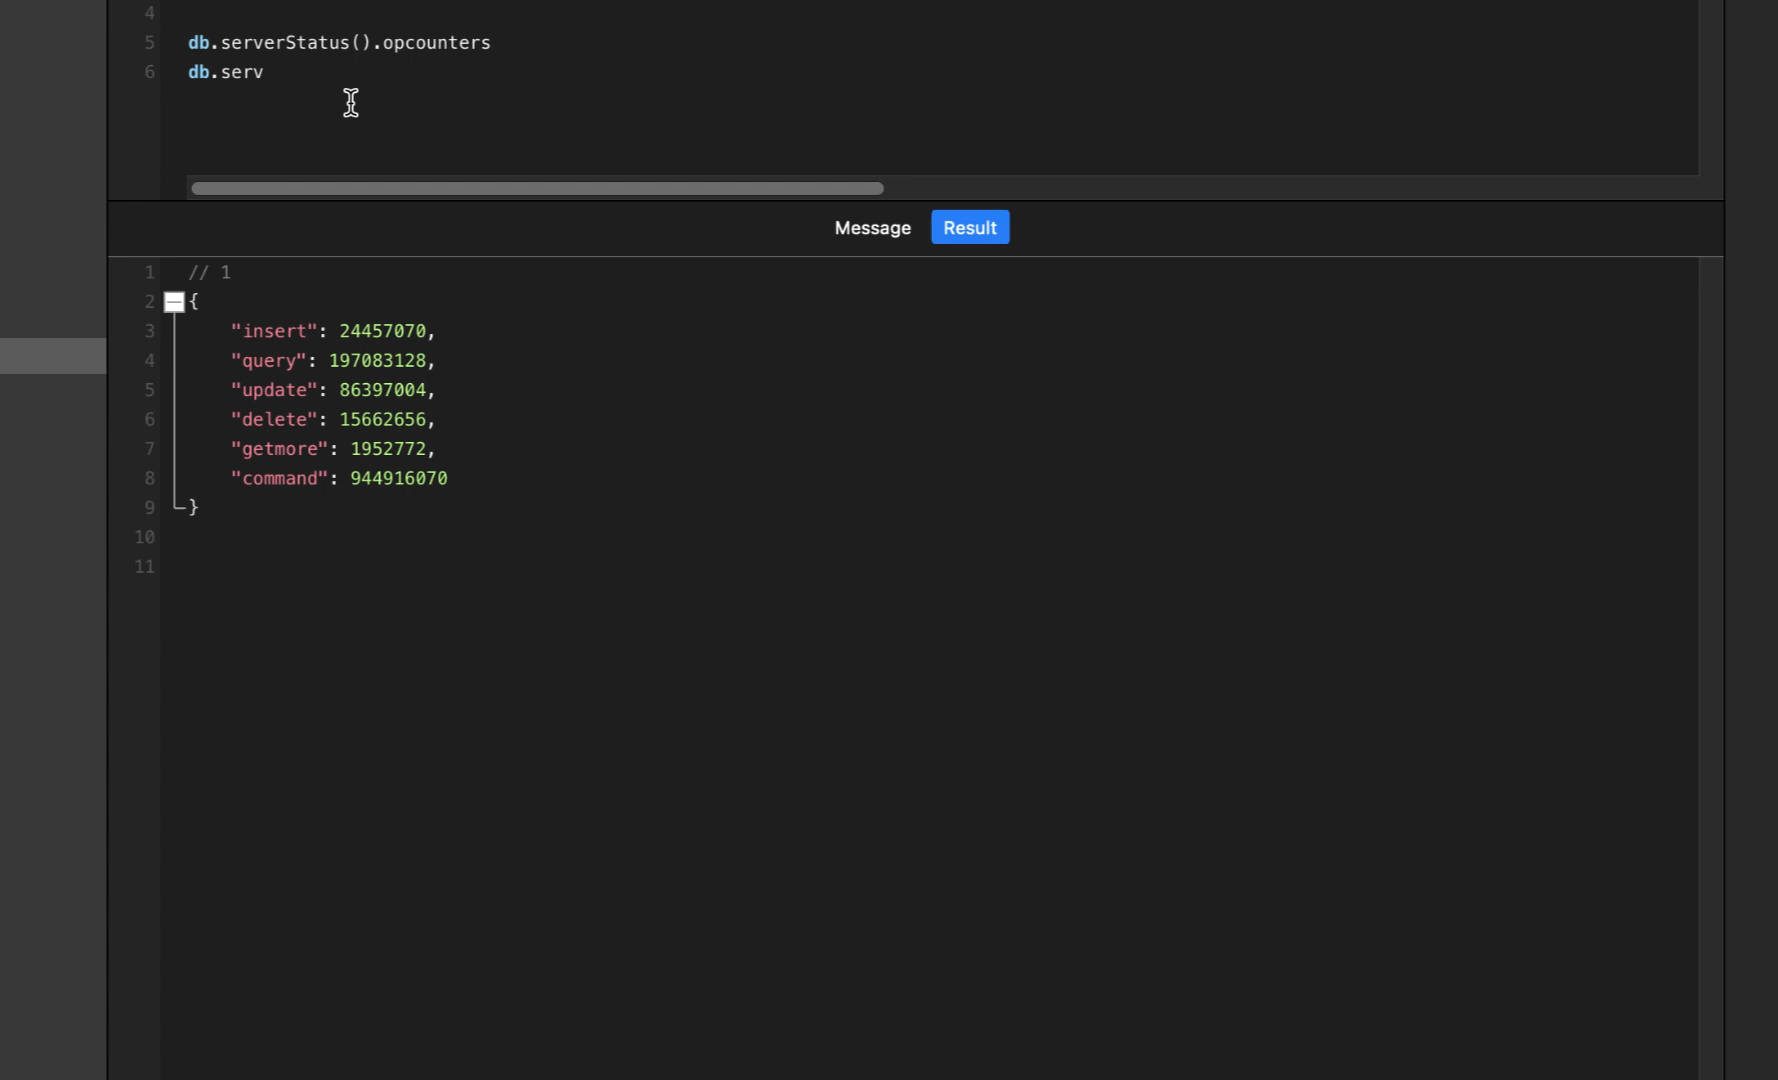 4
5 db.serverStatus().opcounters
6 db.serv
Message Result
1 // 1
2 {
3 "insert": 24457070,
4 "query": 197083128,
5 "update": 86397004,
6 "delete": 15662656,
7 "getmore": 1952772,
8 "command": 944916070
9 }
10
11